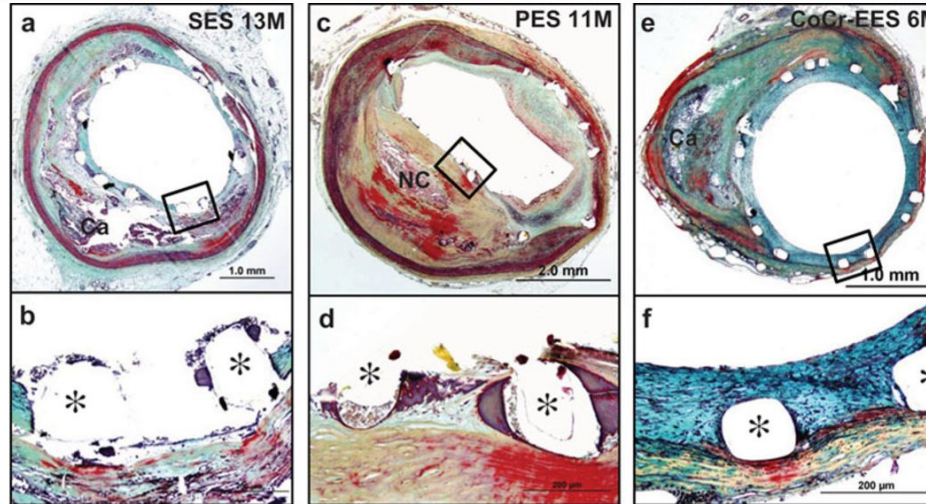 a SES 13M
Ca
1.0 mm
c PES 11M
NC
2.0 mm
e CoCr-EES 6M
Ca
1.0 mm
b
*
*
d
*
*
200 μm
f
*
*
200 μm